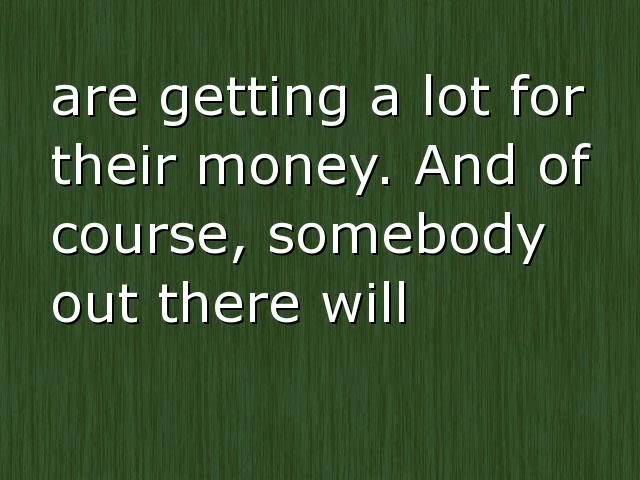 are getting a lot for
their money. And of
course, somebody
out there will